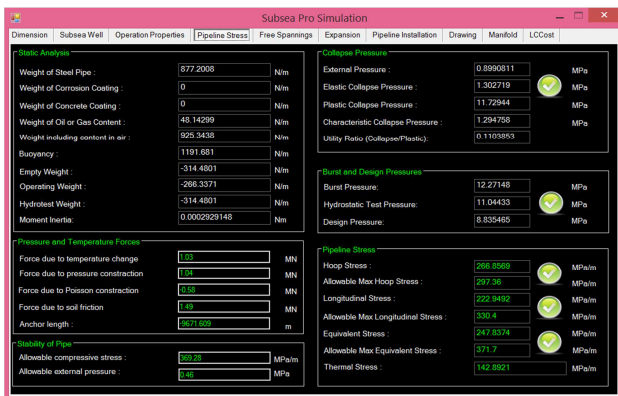 Subsea Pro Simulation
Dimension Subsea Well Operation Properties Pipeline Stress Free Spannings Expansion Pipeline Installation Drawing Manifold LCCost
Static Analysis
Weight of Steel Pipe : 877.2008 N/m
Weight of Corrosion Coating : 0 N/m
Weight of Concrete Coating : 0 N/m
Weight of Oil or Gas Content : 48.14299 N/m
Weight including content in air : 925.3438 N/m
Buoyancy : 1191.681 N/m
Empty Weight : -314.4801 N/m
Operating Weight : -266.3371 N/m
Hydrotest Weight : -314.4801 N/m
Moment Inertia: 0.0002929148 Nm
Pressure and Temperature Forces
Force due to temperature change 1.03 MN
Force due to pressure constraction 1.04 MN
Force due to Poisson constraction -0.58 MN
Force due to soil friction 1.49 MN
Anchor length : -9671.609 m
Stability of Pipe
Allowable compressive stress : 369.28 MPa/m
Allowable external pressure : 0.46 MPa
Collapse Pressure
External Pressure : 0.8990811 MPa
Elastic Collapse Pressure : 1.302719 MPa
Plastic Collapse Pressure : 11.72944 MPa
Characteristic Collapse Pressure : 1.294758 MPa
Utility Ratio (Collapse/Plastic): 0.1103853
Burst and Design Pressures
Burst Pressure: 12.27148 MPa
Hydrostatic Test Pressure: 11.04433 MPa
Design Pressure: 8.835465 MPa
Pipeline Stress
Hoop Stress : 266.8569 MPa/m
Allowable Max Hoop Stress : 297.36 MPa/m
Longitudinal Stress : 222.9492 MPa/m
Allowable Max Longitudinal Stress : 330.4 MPa/m
Equivalent Stress : 247.8374 MPa/m
Allowable Max Equivalent Stress : 371.7 MPa/m
Thermal Stress : 142.8921 MPa/m